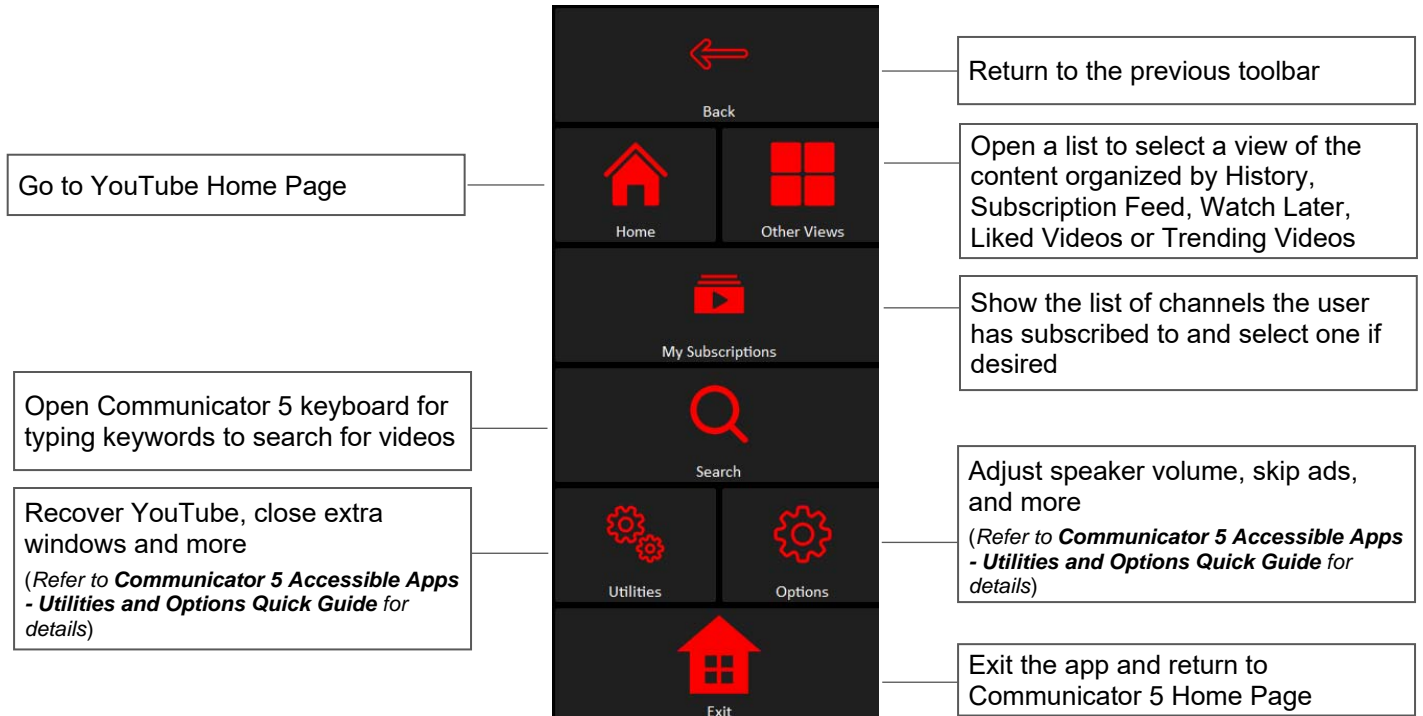 Back
Return to the previous toolbar
Go to YouTube Home Page
Home
Other Views
Open a list to select a view of the
content organized by History,
Subscription Feed, Watch Later,
Liked Videos or Trending Videos
My Subscriptions
Show the list of channels the user
has subscribed to and select one if
desired
Open Communicator 5 keyboard for
typing keywords to search for videos
Search
Recover YouTube, close extra
windows and more
(Refer to Communicator 5 Accessible Apps
- Utilities and Options Quick Guide for
details)
Utilities
Options
Adjust speaker volume, skip ads,
and more
(Refer to Communicator 5 Accessible Apps
- Utilities and Options Quick Guide for
details)
Exit
Exit the app and return to
Communicator 5 Home Page